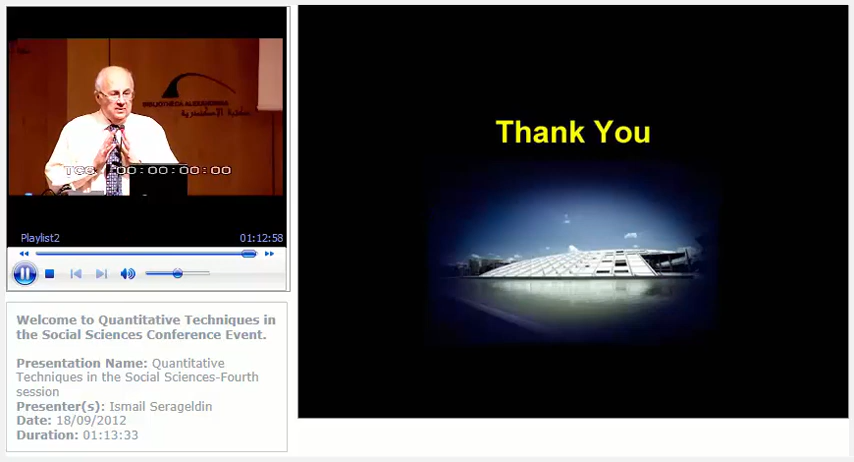 BIBLIOTHECA ALEXANDRINA
مكتبة الإسكندرية
TCG 00:00:00:00
Playlist2 01:12:58
Welcome to Quantitative Techniques in
the Social Sciences Conference Event.
Presentation Name: Quantitative
Techniques in the Social Sciences-Fourth
session
Presenter(s): Ismail Serageldin
Date: 18/09/2012
Duration: 01:13:33
Thank You